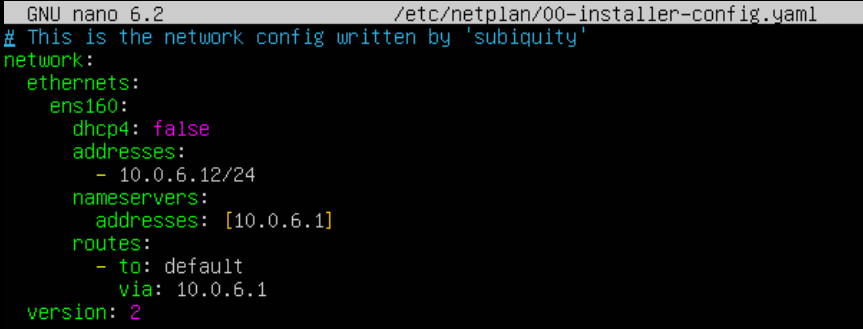 GNU nano 6.2 /etc/netplan/00-installer-config.yaml
# This is the network config written by 'subiquity'
network:
  ethernets:
    ens160:
      dhcp4: false
      addresses:
        - 10.0.6.12/24
      nameservers:
        addresses: [10.0.6.1]
      routes:
        - to: default
          via: 10.0.6.1
  version: 2